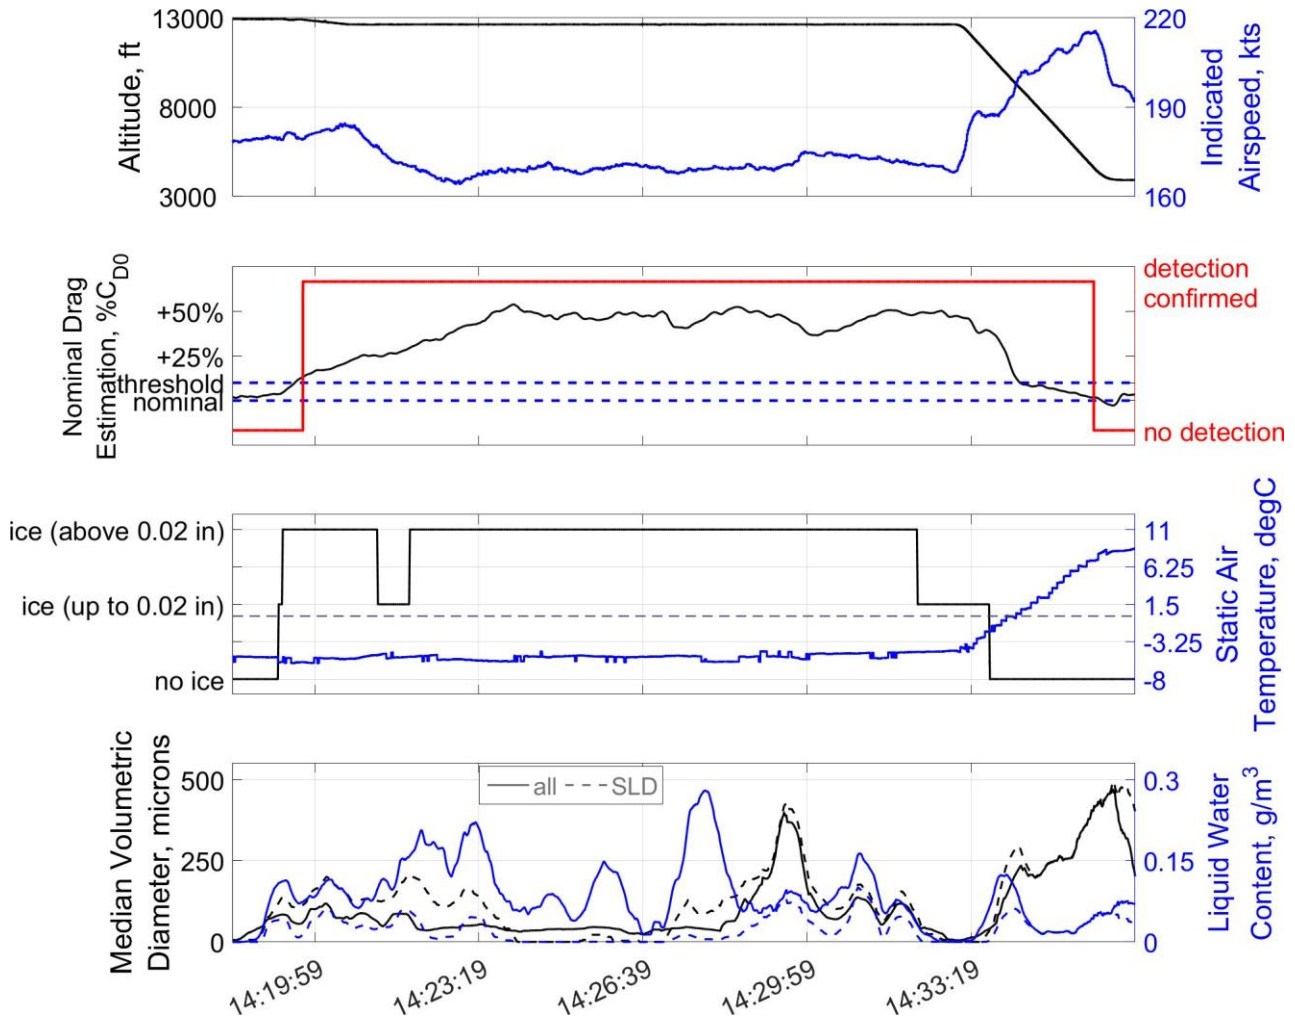 13000
8000
3000
Altitude, ft
220
190
160
Indicated
Airspeed, kts
Nominal Drag
Estimation, %C_D0
+50%
+25%
threshold
nominal
detection
confirmed
no detection
ice (above 0.02 in)
ice (up to 0.02 in)
no ice
11
6.25
1.5
-3.25
-8
Static Air
Temperature, degC
Median Volumetric
Diameter, microns
500
250
0
all SLD
0.3
0.15
0
Liquid Water
Content, g/m³
14:19:59
14:23:19
14:26:39
14:29:59
14:33:19